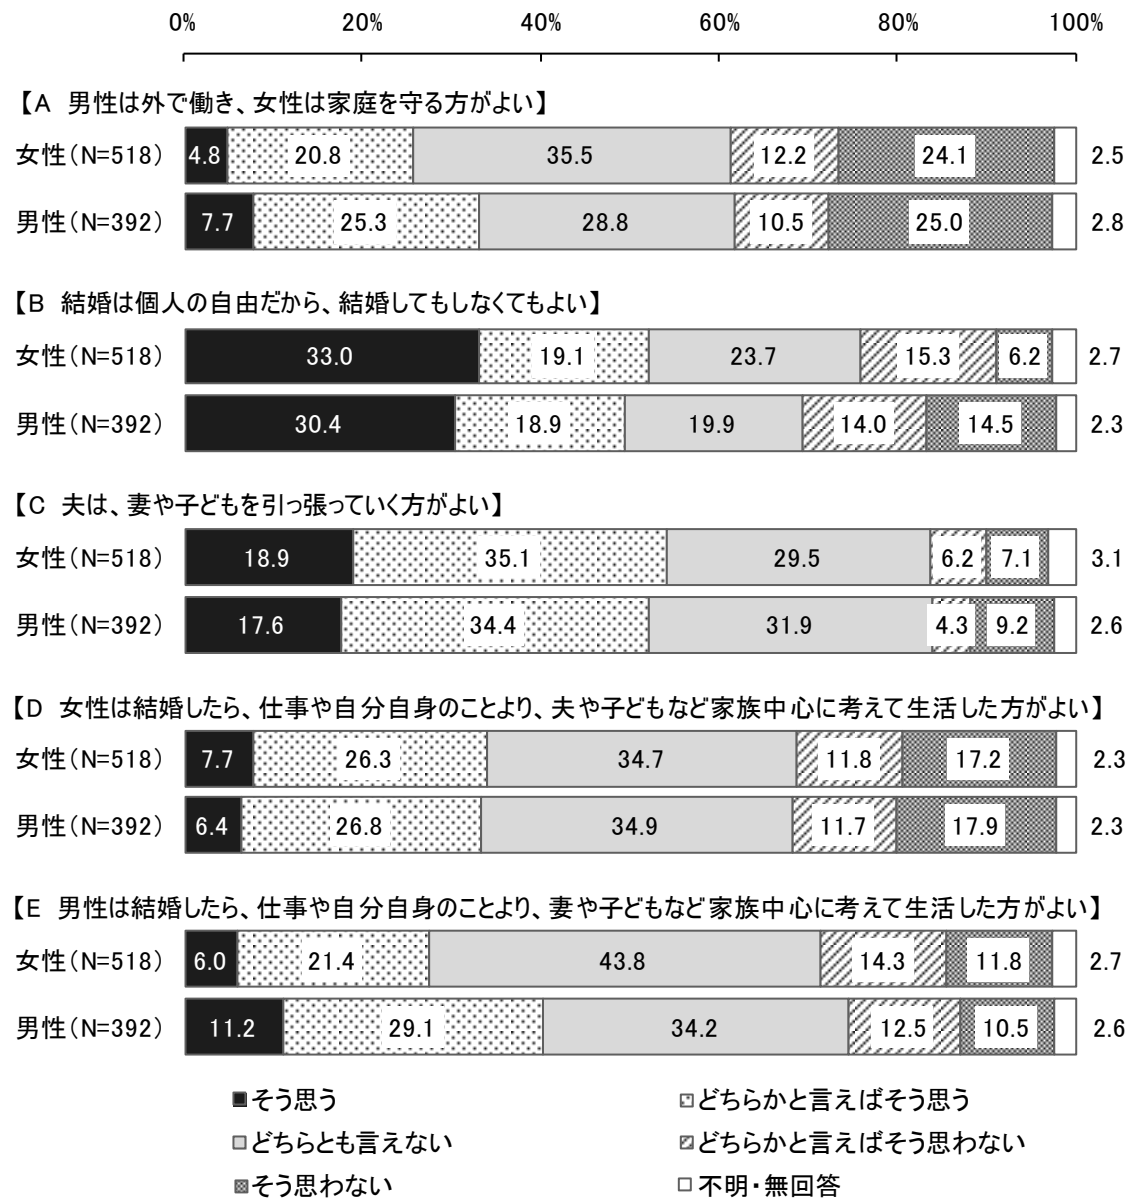 0% 20% 40% 60% 80% 100%
【A 男性は外で働き、女性は家庭を守る方がよい】
女性(N=518) 4.8 20.8 35.5 12.2 24.1 2.5
男性(N=392) 7.7 25.3 28.8 10.5 25.0 2.8
【B 結婚は個人の自由だから、結婚してもしなくてもよい】
女性(N=518) 33.0 19.1 23.7 15.3 6.2 2.7
男性(N=392) 30.4 18.9 19.9 14.0 14.5 2.3
【C 夫は、妻や子どもを引っ張っていく方がよい】
女性(N=518) 18.9 35.1 29.5 6.2 7.1 3.1
男性(N=392) 17.6 34.4 31.9 4.3 9.2 2.6
【D 女性は結婚したら、仕事や自分自身のことより、夫や子どもなど家族中心に考えて生活した方がよい】
女性(N=518) 7.7 26.3 34.7 11.8 17.2 2.3
男性(N=392) 6.4 26.8 34.9 11.7 17.9 2.3
【E 男性は結婚したら、仕事や自分自身のことより、妻や子どもなど家族中心に考えて生活した方がよい】
女性(N=518) 6.0 21.4 43.8 14.3 11.8 2.7
男性(N=392) 11.2 29.1 34.2 12.5 10.5 2.6
そう思う どちらかと言えばそう思う
どちらとも言えない どちらかと言えばそう思わない
そう思わない 不明・無回答